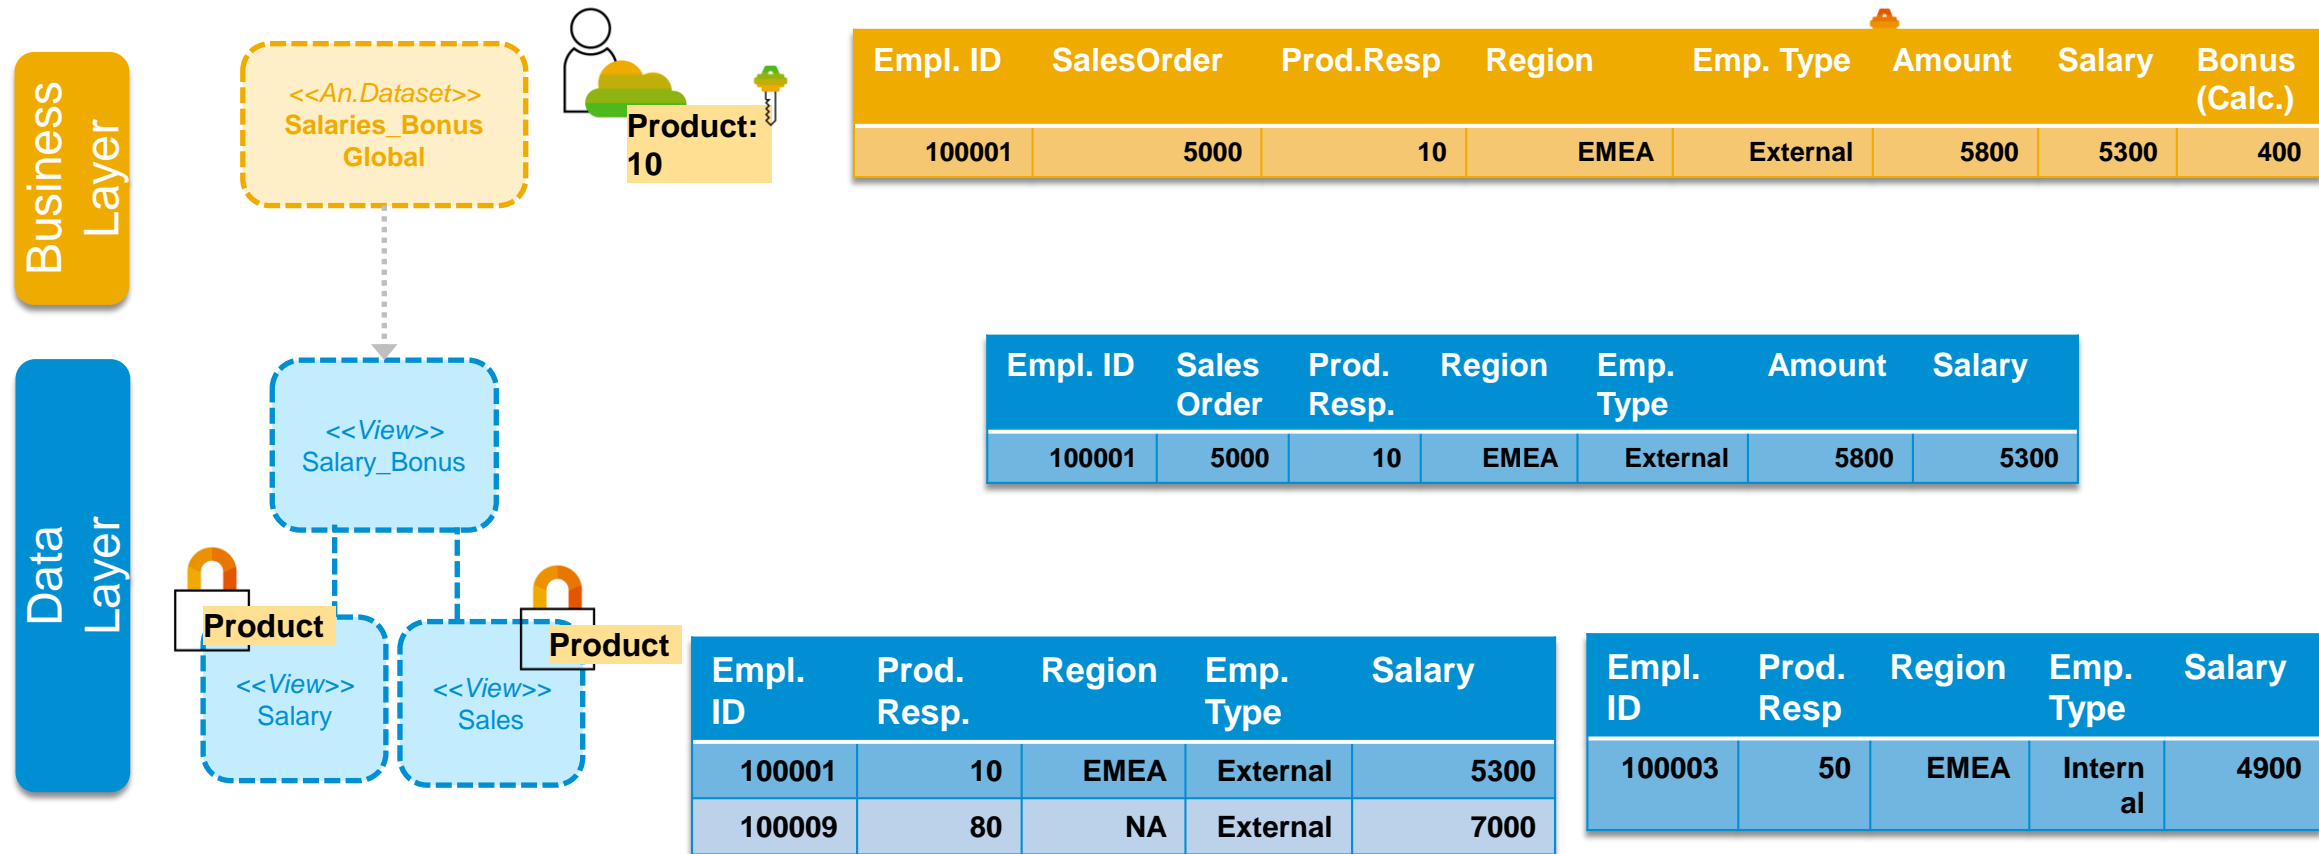 Business
Layer
<<An.Dataset>>
Salaries_Bonus
Global
Product:
10
Empl. ID SalesOrder Prod.Resp Region Emp. Type Amount Salary Bonus
(Calc.)
100001 5000 10 EMEA External 5800 5300 400
Data
Layer
<<View>>
Salary_Bonus
Empl. ID Sales Prod. Region Emp. Amount Salary
Order Resp. Type
100001 5000 10 EMEA External 5800 5300
Product
<<View>>
Salary
Product
<<View>>
Sales
Empl. Prod. Region Emp. Salary
ID Resp. Type
100001 10 EMEA External 5300
100009 80 NA External 7000
Empl. Prod. Region Emp. Salary
ID Resp Type
100003 50 EMEA Intern 4900
al